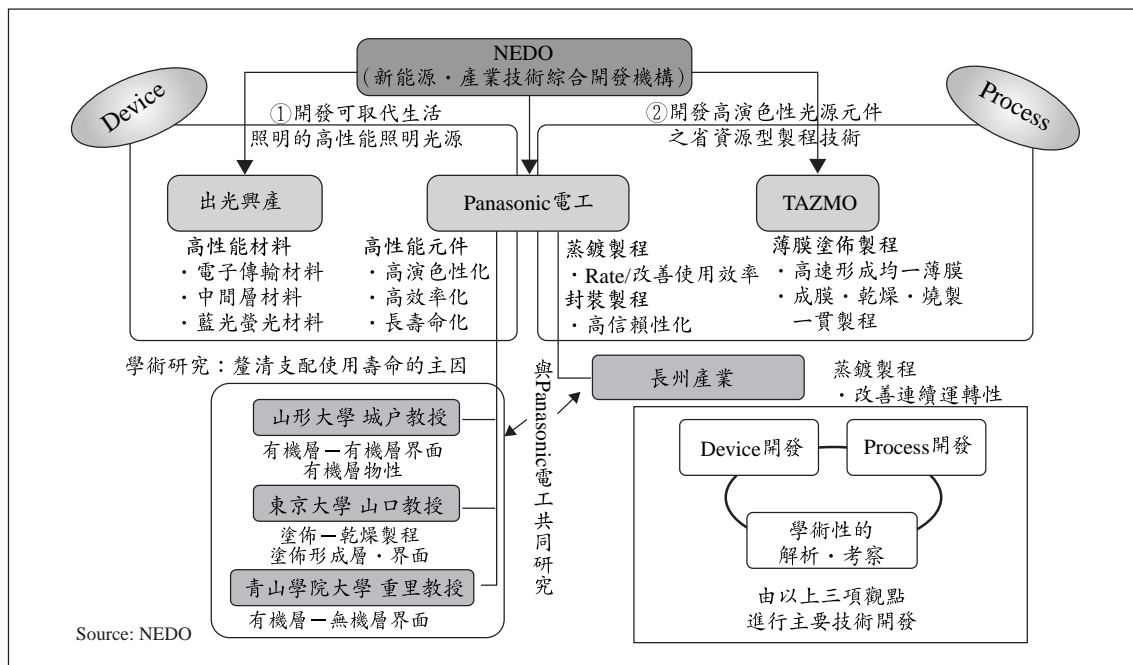 NEDO
(新能源・產業技術綜合開發機構)
Device
Process
①開發可取代生活
照明的高性能照明光源
②開發高演色性光源元件
之省資源型製程技術
出光興產
Panasonic電工
TAZMO
高性能材料
・電子傳輸材料
・中間層材料
・藍光螢光材料
高性能元件
・高演色性化
・高效率化
・長壽命化
蒸鍍製程
・Rate/改善使用效率
封裝製程
・高信賴性化
薄膜塗佈製程
・高速形成均一薄膜
・成膜・乾燥・燒製
一貫製程
學術研究：釐清支配使用壽命的主因
山形大學 城户教授
有機層－有機層界面
有機層物性
東京大學 山口教授
塗佈－乾燥製程
塗佈形成層・界面
青山學院大學 重里教授
有機層－無機層界面
與Panasonic電工共同研究
長州產業
蒸鍍製程
・改善連續運轉性
Device開發
Process開發
學術性的
解析・考察
由以上三項觀點
進行主要技術開發
Source: NEDO